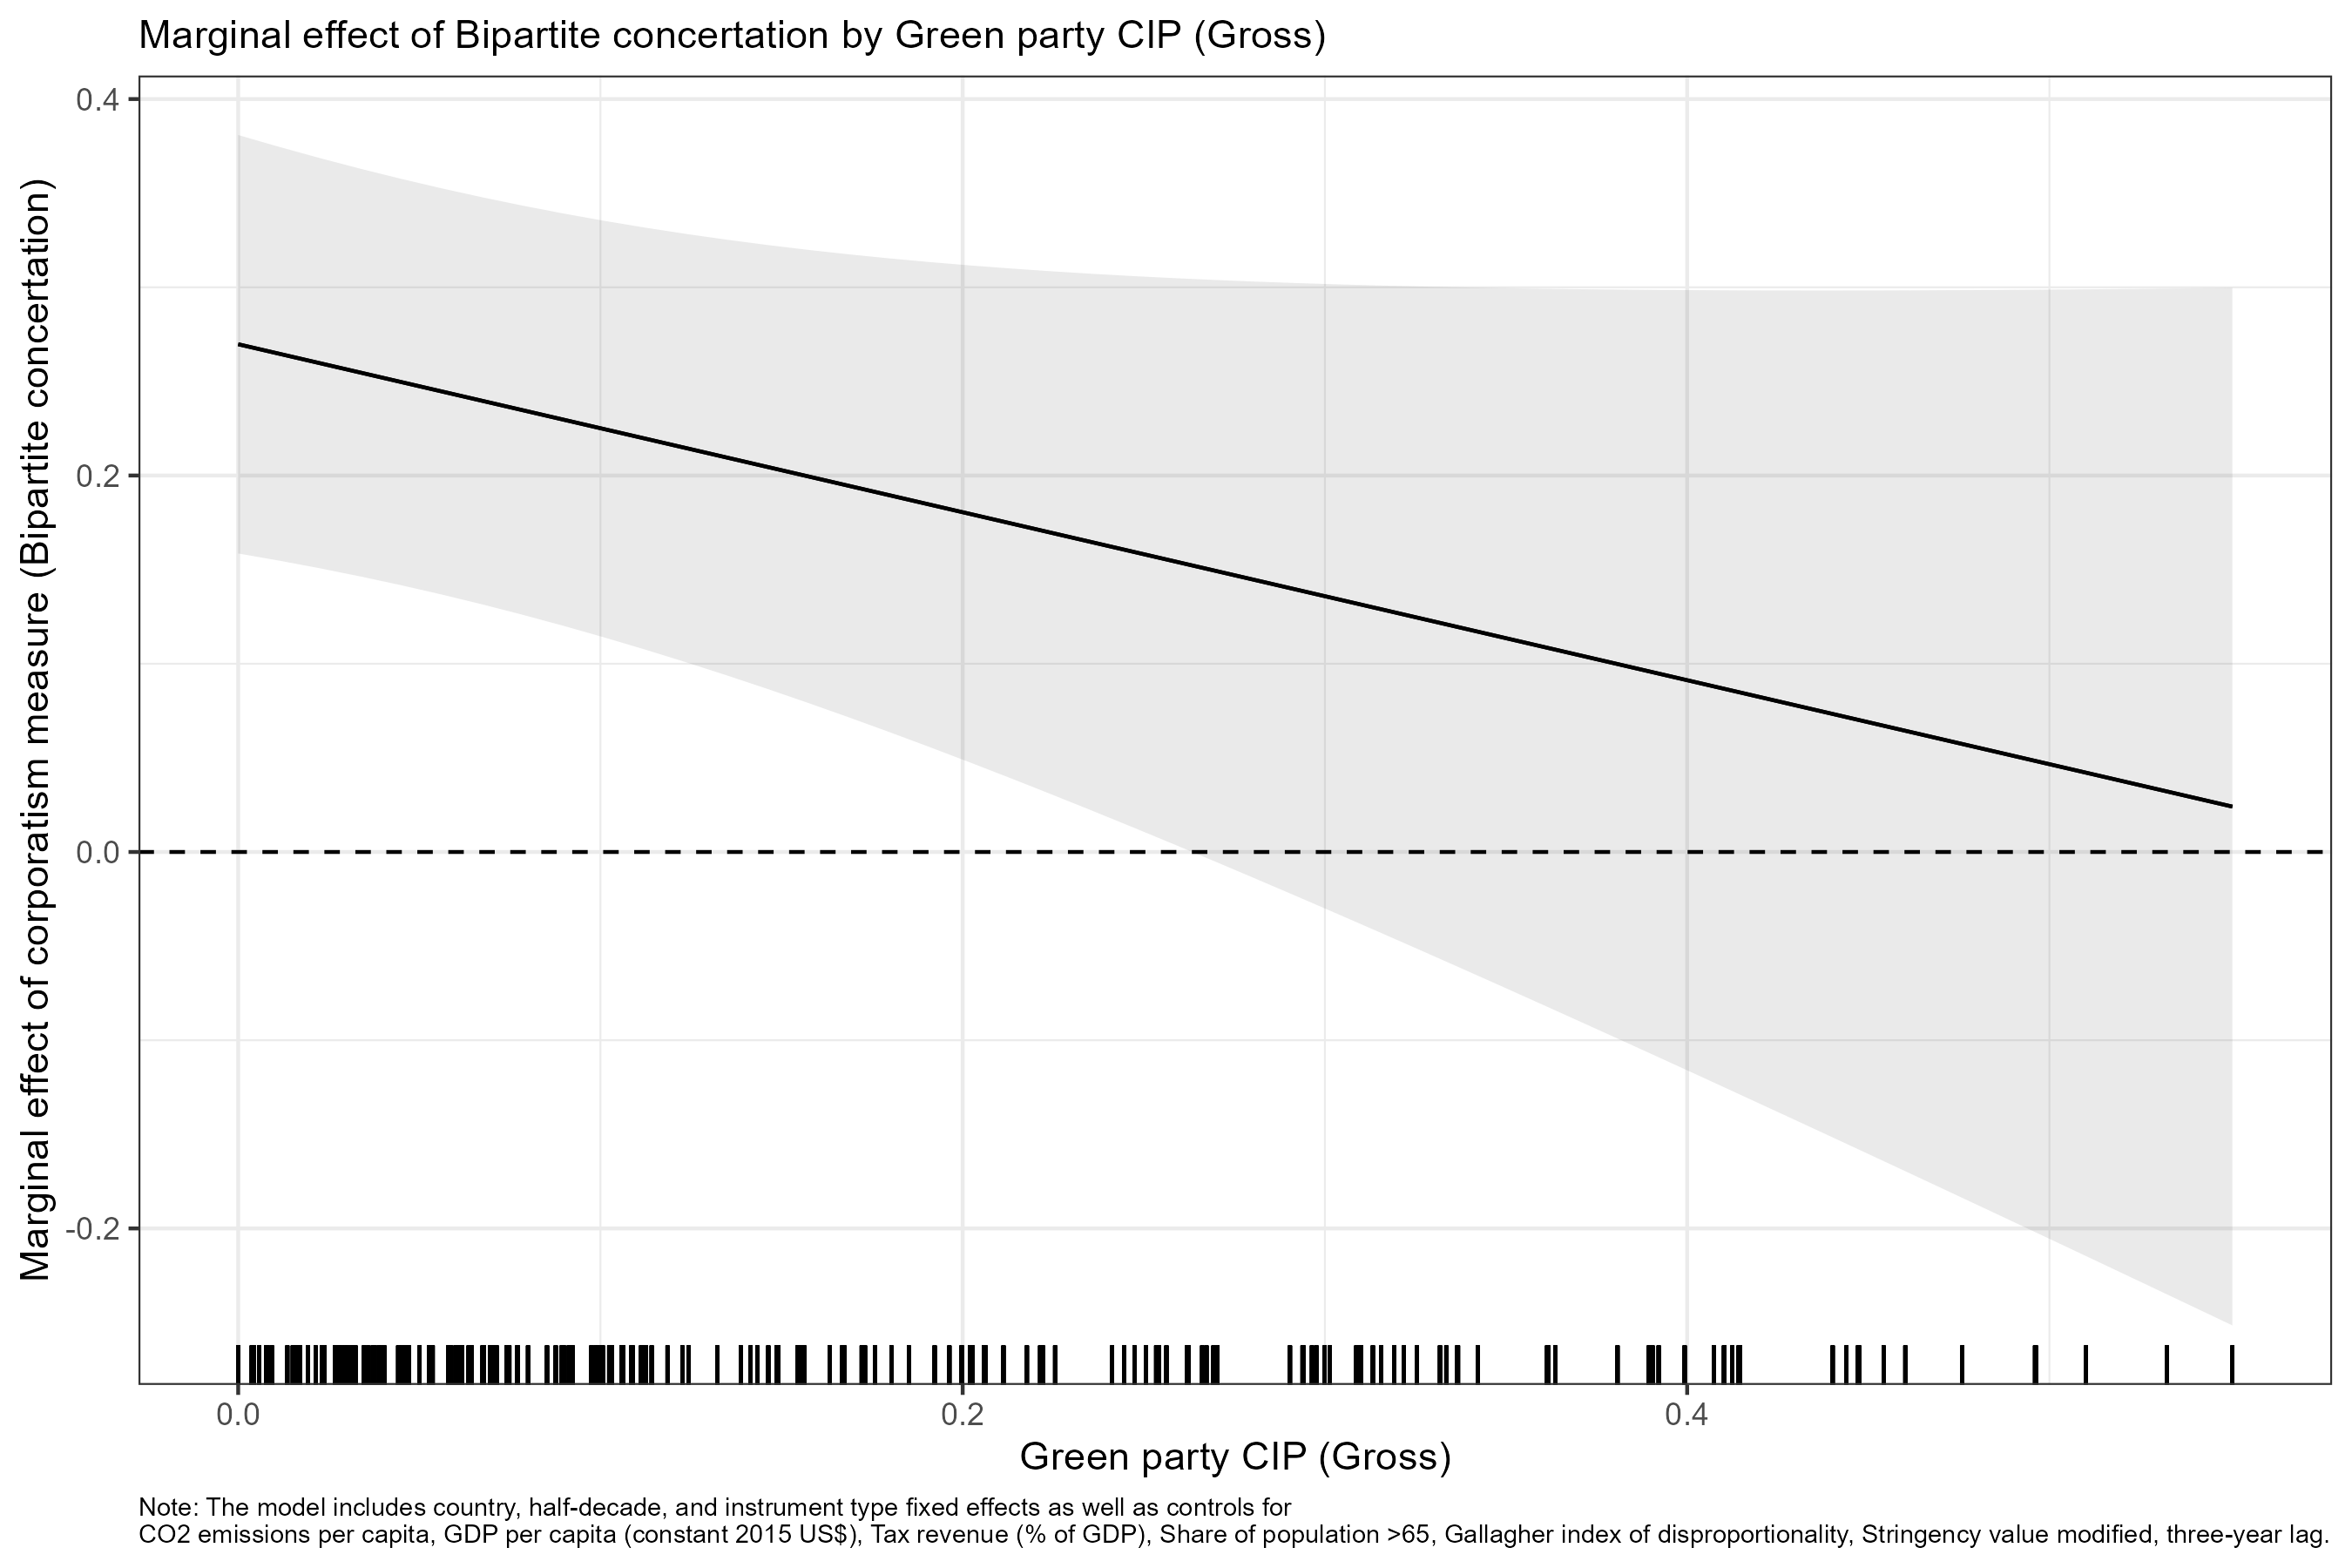 Marginal effect of Bipartite concertation by Green party CIP (Gross)
Marginal effect of corporatism measure (Bipartite concertation)
0.4
0.2
0.0
-0.2
0.0
0.2
0.4
Green party CIP (Gross)
Note: The model includes country, half-decade, and instrument type fixed effects as well as controls for
CO2 emissions per capita, GDP per capita (constant 2015 US$), Tax revenue (% of GDP), Share of population >65, Gallagher index of disproportionality, Stringency value modified, three-year lag.